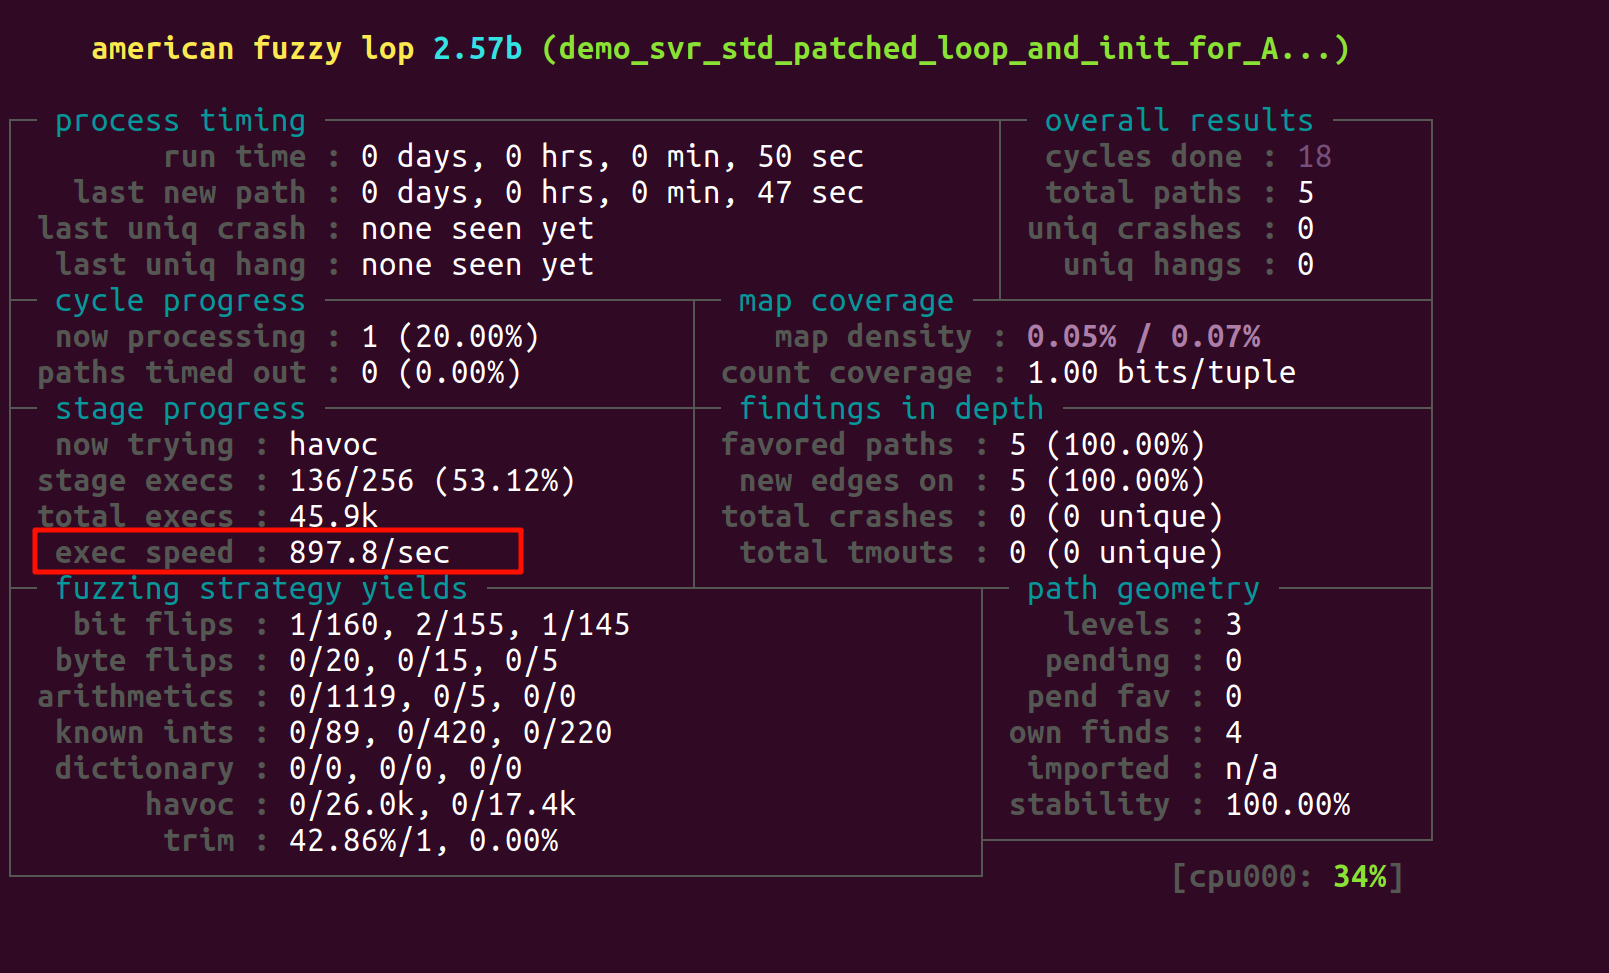 american fuzzy lop 2.57b (demo_svr_std_patched_loop_and_init_for_A...)
process timing overall results
run time : 0 days, 0 hrs, 0 min, 50 sec cycles done : 18
last new path : 0 days, 0 hrs, 0 min, 47 sec total paths : 5
last uniq crash : none seen yet uniq crashes : 0
last uniq hang : none seen yet uniq hangs : 0
cycle progress map coverage
now processing : 1 (20.00%) map density : 0.05% / 0.07%
paths timed out : 0 (0.00%) count coverage : 1.00 bits/tuple
stage progress findings in depth
now trying : havoc favored paths : 5 (100.00%)
stage execs : 136/256 (53.12%) new edges on : 5 (100.00%)
total execs : 45.9k total crashes : 0 (0 unique)
exec speed : 897.8/sec total tmouts : 0 (0 unique)
fuzzing strategy yields path geometry
bit flips : 1/160, 2/155, 1/145 levels : 3
byte flips : 0/20, 0/15, 0/5 pending : 0
arithmetics : 0/1119, 0/5, 0/0 pend fav : 0
known ints : 0/89, 0/420, 0/220 own finds : 4
dictionary : 0/0, 0/0, 0/0 imported : n/a
havoc : 0/26.0k, 0/17.4k stability : 100.00%
trim : 42.86%/1, 0.00%
[cpu000: 34%]